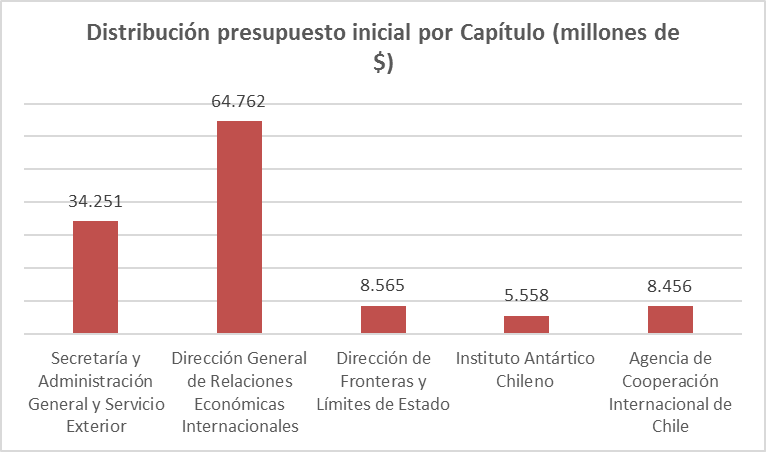 Distribución presupuesto inicial por Capítulo (millones de
$)
64.762
34.251
8.565
5.558
8.456
Secretaría y
Administración
General y Servicio
Exterior
Dirección General
de Relaciones
Económicas
Internacionales
Dirección de
Fronteras y
Límites de Estado
Instituto Antártico
Chileno
Agencia de
Cooperación
Internacional de
Chile